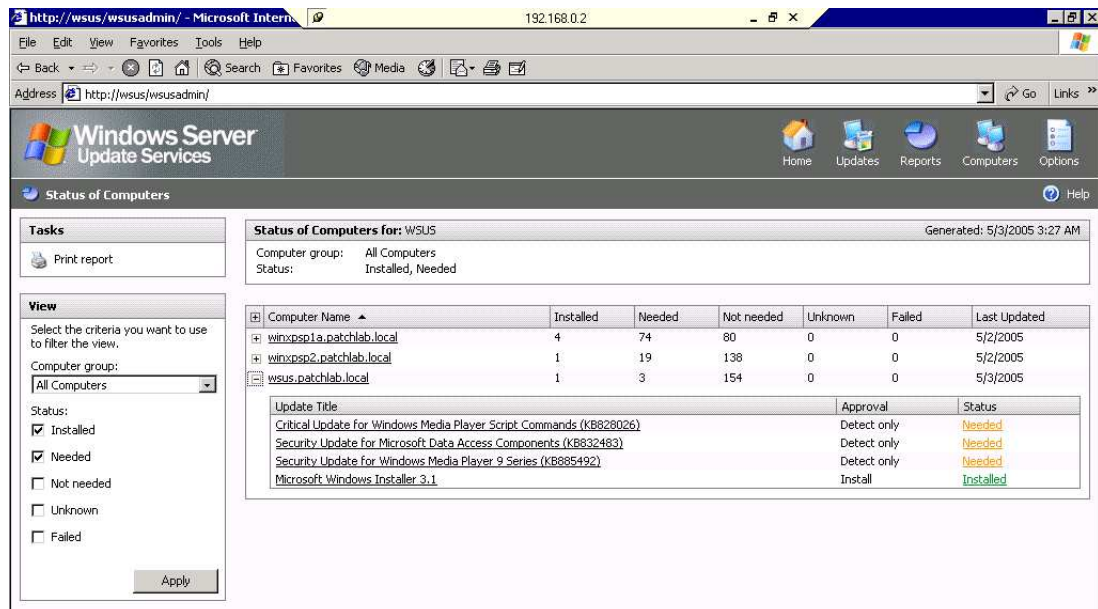 http://wsus/wsusadmin/ - Microsoft Intern
192.168.0.2
File Edit View Favorites Tools Help
Back Search Favorites Media
Address http://wsus/wsusadmin/ Go Links »
Windows Server
Update Services
Home Updates Reports Computers Options
Status of Computers Help
Tasks
Print report
View
Select the criteria you want to use
to filter the view.
Computer group:
All Computers
Status:
Installed
Needed
Not needed
Unknown
Failed
Apply
Status of Computers for: WSUS Generated: 5/3/2005 3:27 AM
Computer group: All Computers
Status: Installed, Needed
Computer Name Installed Needed Not needed Unknown Failed Last Updated
winxpsp1a.patchlab.local 4 74 80 0 0 5/2/2005
winxpsp2.patchlab.local 1 19 138 0 0 5/2/2005
wsus.patchlab.local 1 3 154 0 0 5/3/2005
Update Title Approval Status
Critical Update for Windows Media Player Script Commands (KB828026) Detect only Needed
Security Update for Microsoft Data Access Components (KB832483) Detect only Needed
Security Update for Windows Media Player 9 Series (KB885492) Detect only Needed
Microsoft Windows Installer 3.1 Install Installed